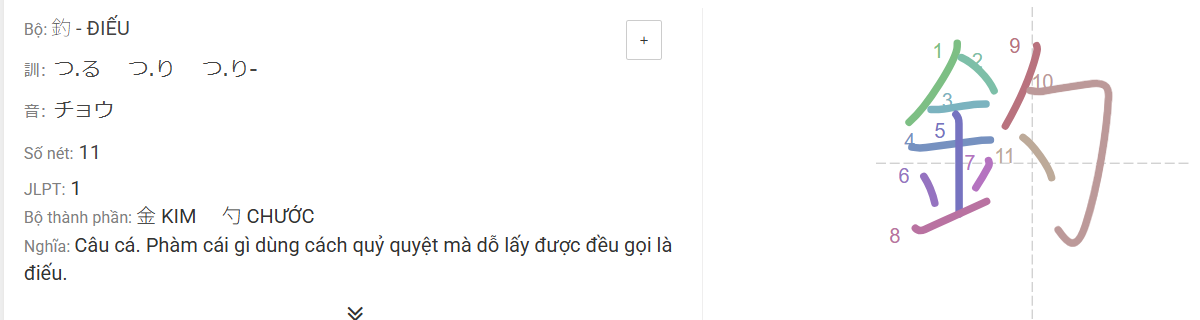 Bộ: 釣 - ĐIẾU
+
訓: つ.る つ.り つ.り-
音: チョウ
Số nét: 11
JLPT: 1
Bộ thành phần: 金 KIM 勺 CHƯỚC
Nghĩa: Câu cá. Phàm cái gì dùng cách quỷ quyệt mà dỗ lấy được đều gọi là
điếu.
釣
1
2
3
4
5
6
7
8
9
10
11